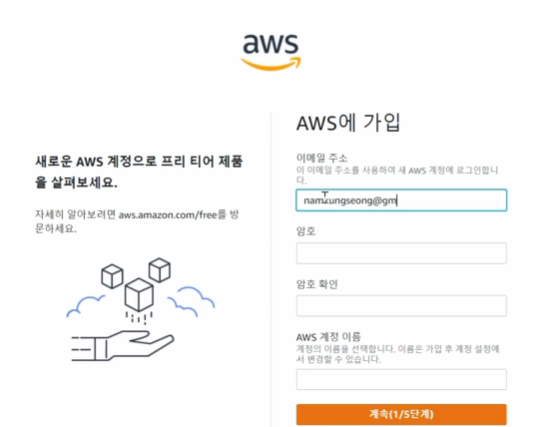 aws
새로운 AWS 계정으로 프리 티어 제품
을 살펴보세요.
자세히 알아보려면 aws.amazon.com/free를 방
문하세요.
AWS에 가입
이메일 주소
이 이메일 주소를 사용하여 새 AWS 계정에 로그인합니
다.
암호
암호 확인
AWS 계정 이름
계정의 이름을 선택합니다. 이름은 가입 후 계정 설정에
서 변경할 수 있습니다.
계속(1/5단계)